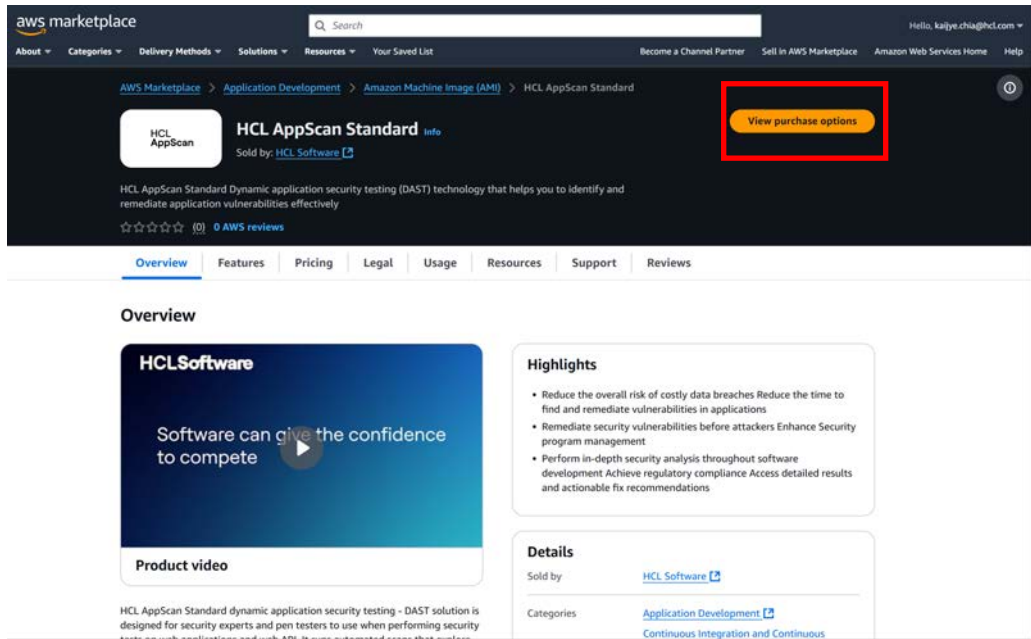 aws marketplace
Search
Hello, kaijye.chia@hcl.com
About
Categories
Delivery Methods
Solutions
Resources
Your Saved List
Become a Channel Partner
Sell in AWS Marketplace
Amazon Web Services Home
Help
AWS Marketplace > Application Development > Amazon Machine Image (AMI) > HCL AppScan Standard
View purchase options
HCL
AppScan
HCL AppScan Standard Info
Sold by: HCL Software
HCL AppScan Standard Dynamic application security testing (DAST) technology that helps you to identify and
remediate application vulnerabilities effectively
(0) 0 AWS reviews
Overview
Features
Pricing
Legal
Usage
Resources
Support
Reviews
Overview
HCLSoftware
Software can give the confidence
to compete
Product video
HCL AppScan Standard dynamic application security testing - DAST solution is
designed for security experts and pen testers to use when performing security
Highlights
• Reduce the overall risk of costly data breaches Reduce the time to
find and remediate vulnerabilities in applications
• Remediate security vulnerabilities before attackers Enhance Security
program management
• Perform in-depth security analysis throughout software
development Achieve regulatory compliance Access detailed results
and actionable fix recommendations
Details
Sold by
HCL Software
Categories
Application Development
Continuous Integration and Continuous